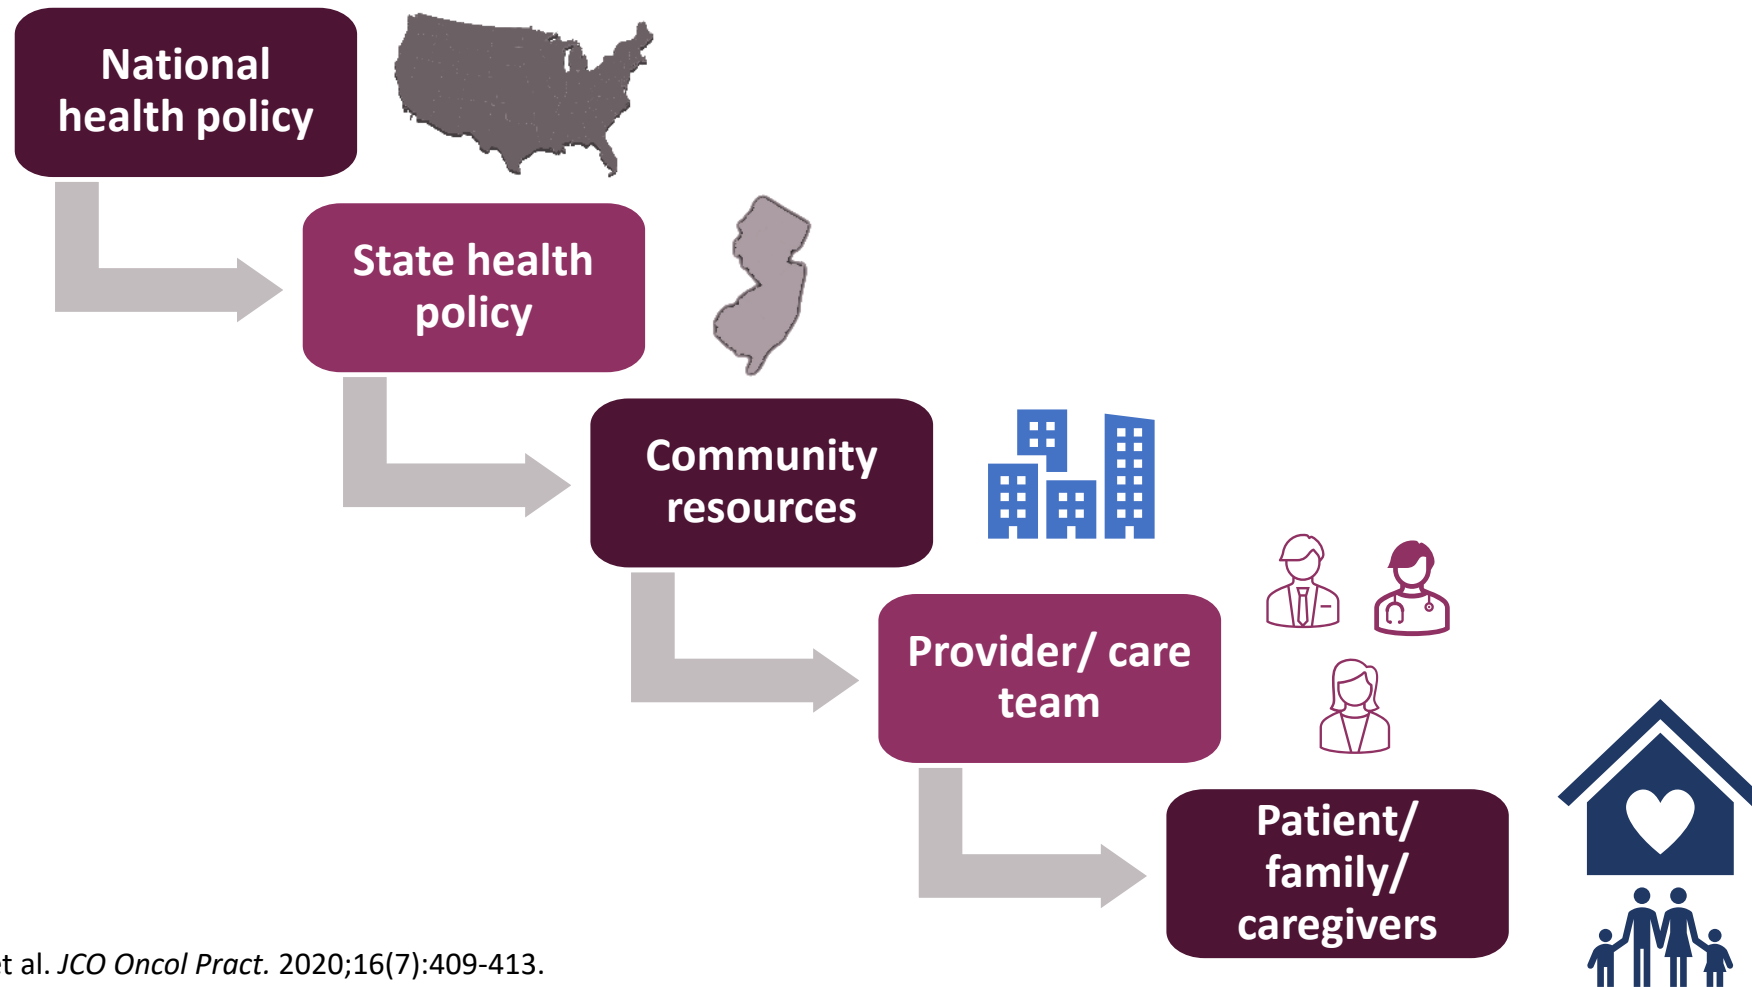 National
health policy
State health
policy
Community
resources
Provider/ care
team
Patient/
family/
caregivers
et al. JCO Oncol Pract. 2020;16(7):409-413.